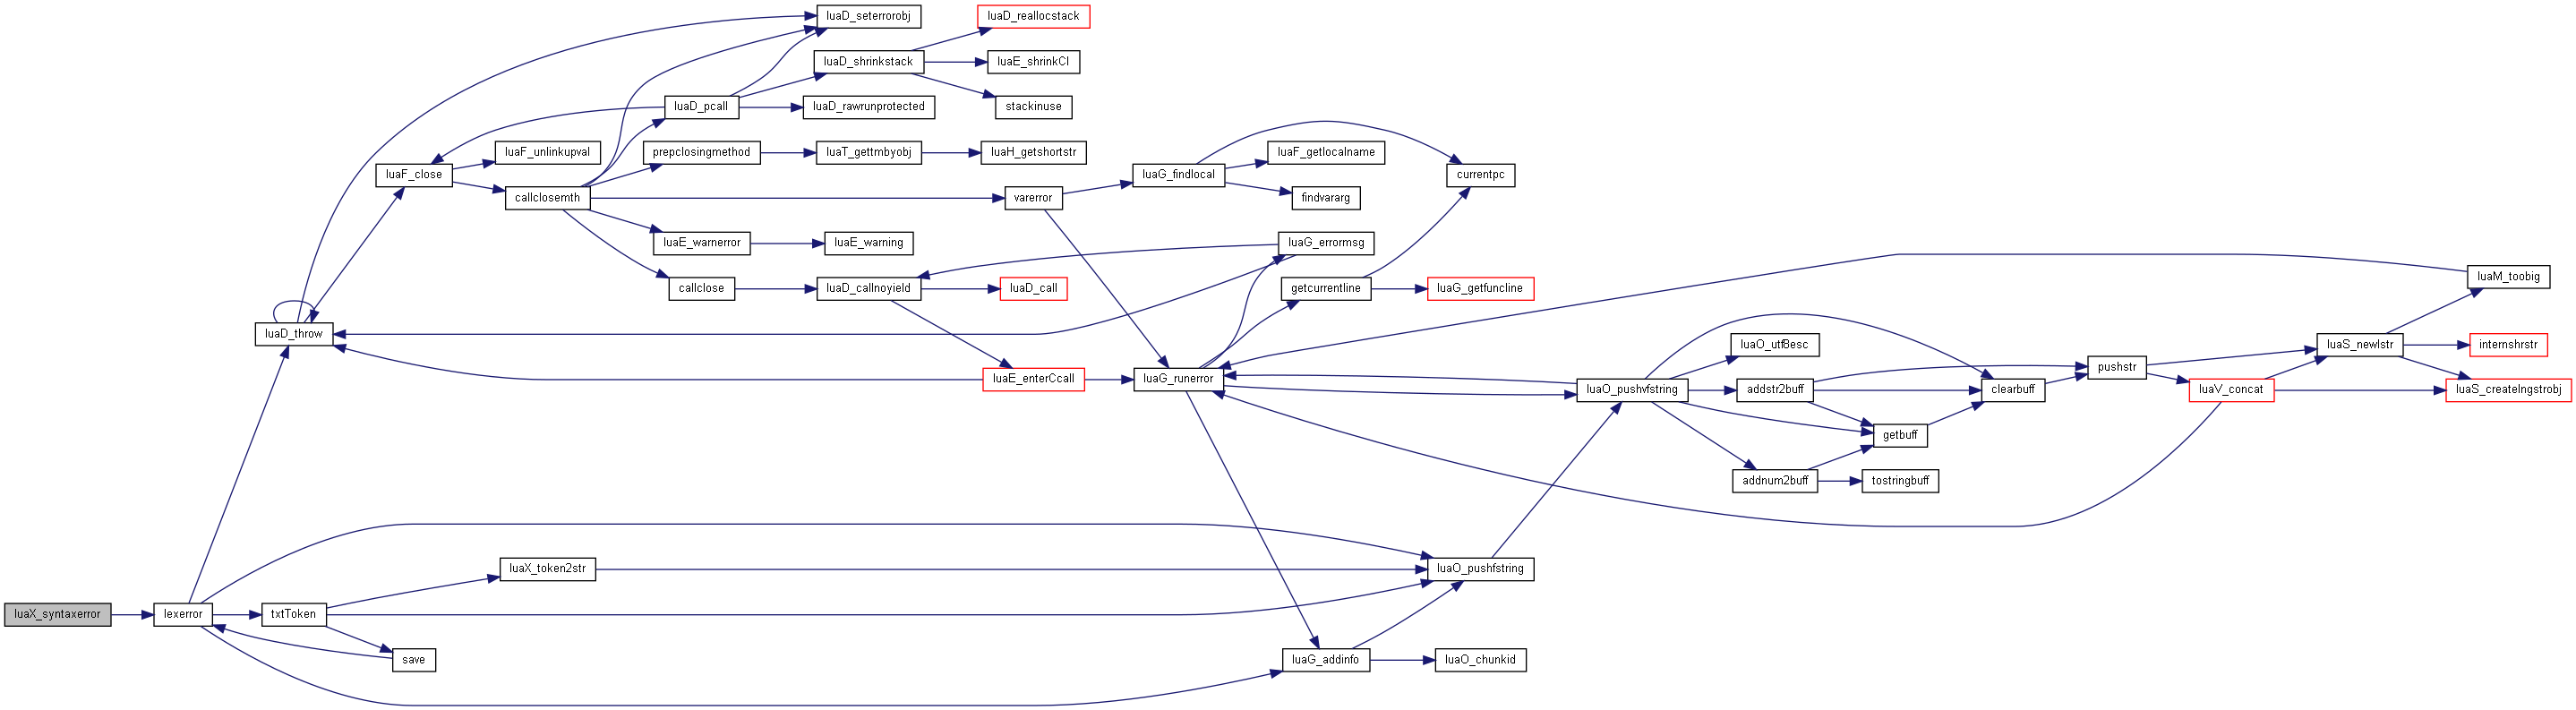 luaD_seterrorobj
luaD_reallocstack
luaD_shrinkstack
luaE_shrinkCI
luaD_pcall
luaD_rawrunprotected
stackinuse
luaF_unlinkupval
prepclosingmethod
luaT_gettmbyobj
luaH_getshortstr
luaF_getlocalname
luaF_close
luaG_findlocal
currentpc
callclosemth
varerror
findvararg
luaE_warnerror
luaE_warning
luaG_errormsg
luaM_toobig
callclose
luaD_callnoyield
luaD_call
getcurrentline
luaG_getfuncline
luaD_throw
luaO_utf8esc
luaS_newlstr
internshrstr
pushstr
luaE_enterCcall
luaG_runerror
luaO_pushvfstring
addstr2buff
clearbuff
luaV_concat
luaS_createlngstrobj
getbuff
addnum2buff
tostringbuff
luaX_token2str
luaO_pushfstring
luaX_syntaxerror
lexerror
txtToken
save
luaG_addinfo
luaO_chunkid